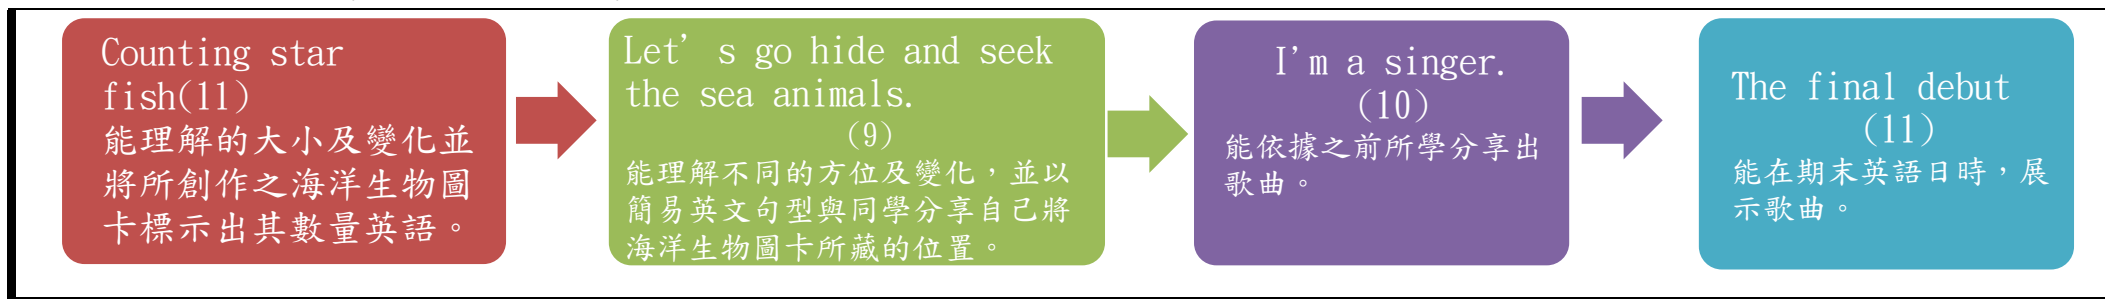 Counting star
fish(11)
能理解的大小及變化並
將所創作之海洋生物圖
卡標示出其數量英語。
Let's go hide and seek
the sea animals.
(9)
能理解不同的方位及變化，並以
簡易英文句型與同學分享自己將
海洋生物圖卡所藏的位置。
I'm a singer.
(10)
能依據之前所學分享出
歌曲。
The final debut
(11)
能在期末英語日時，展
示歌曲。